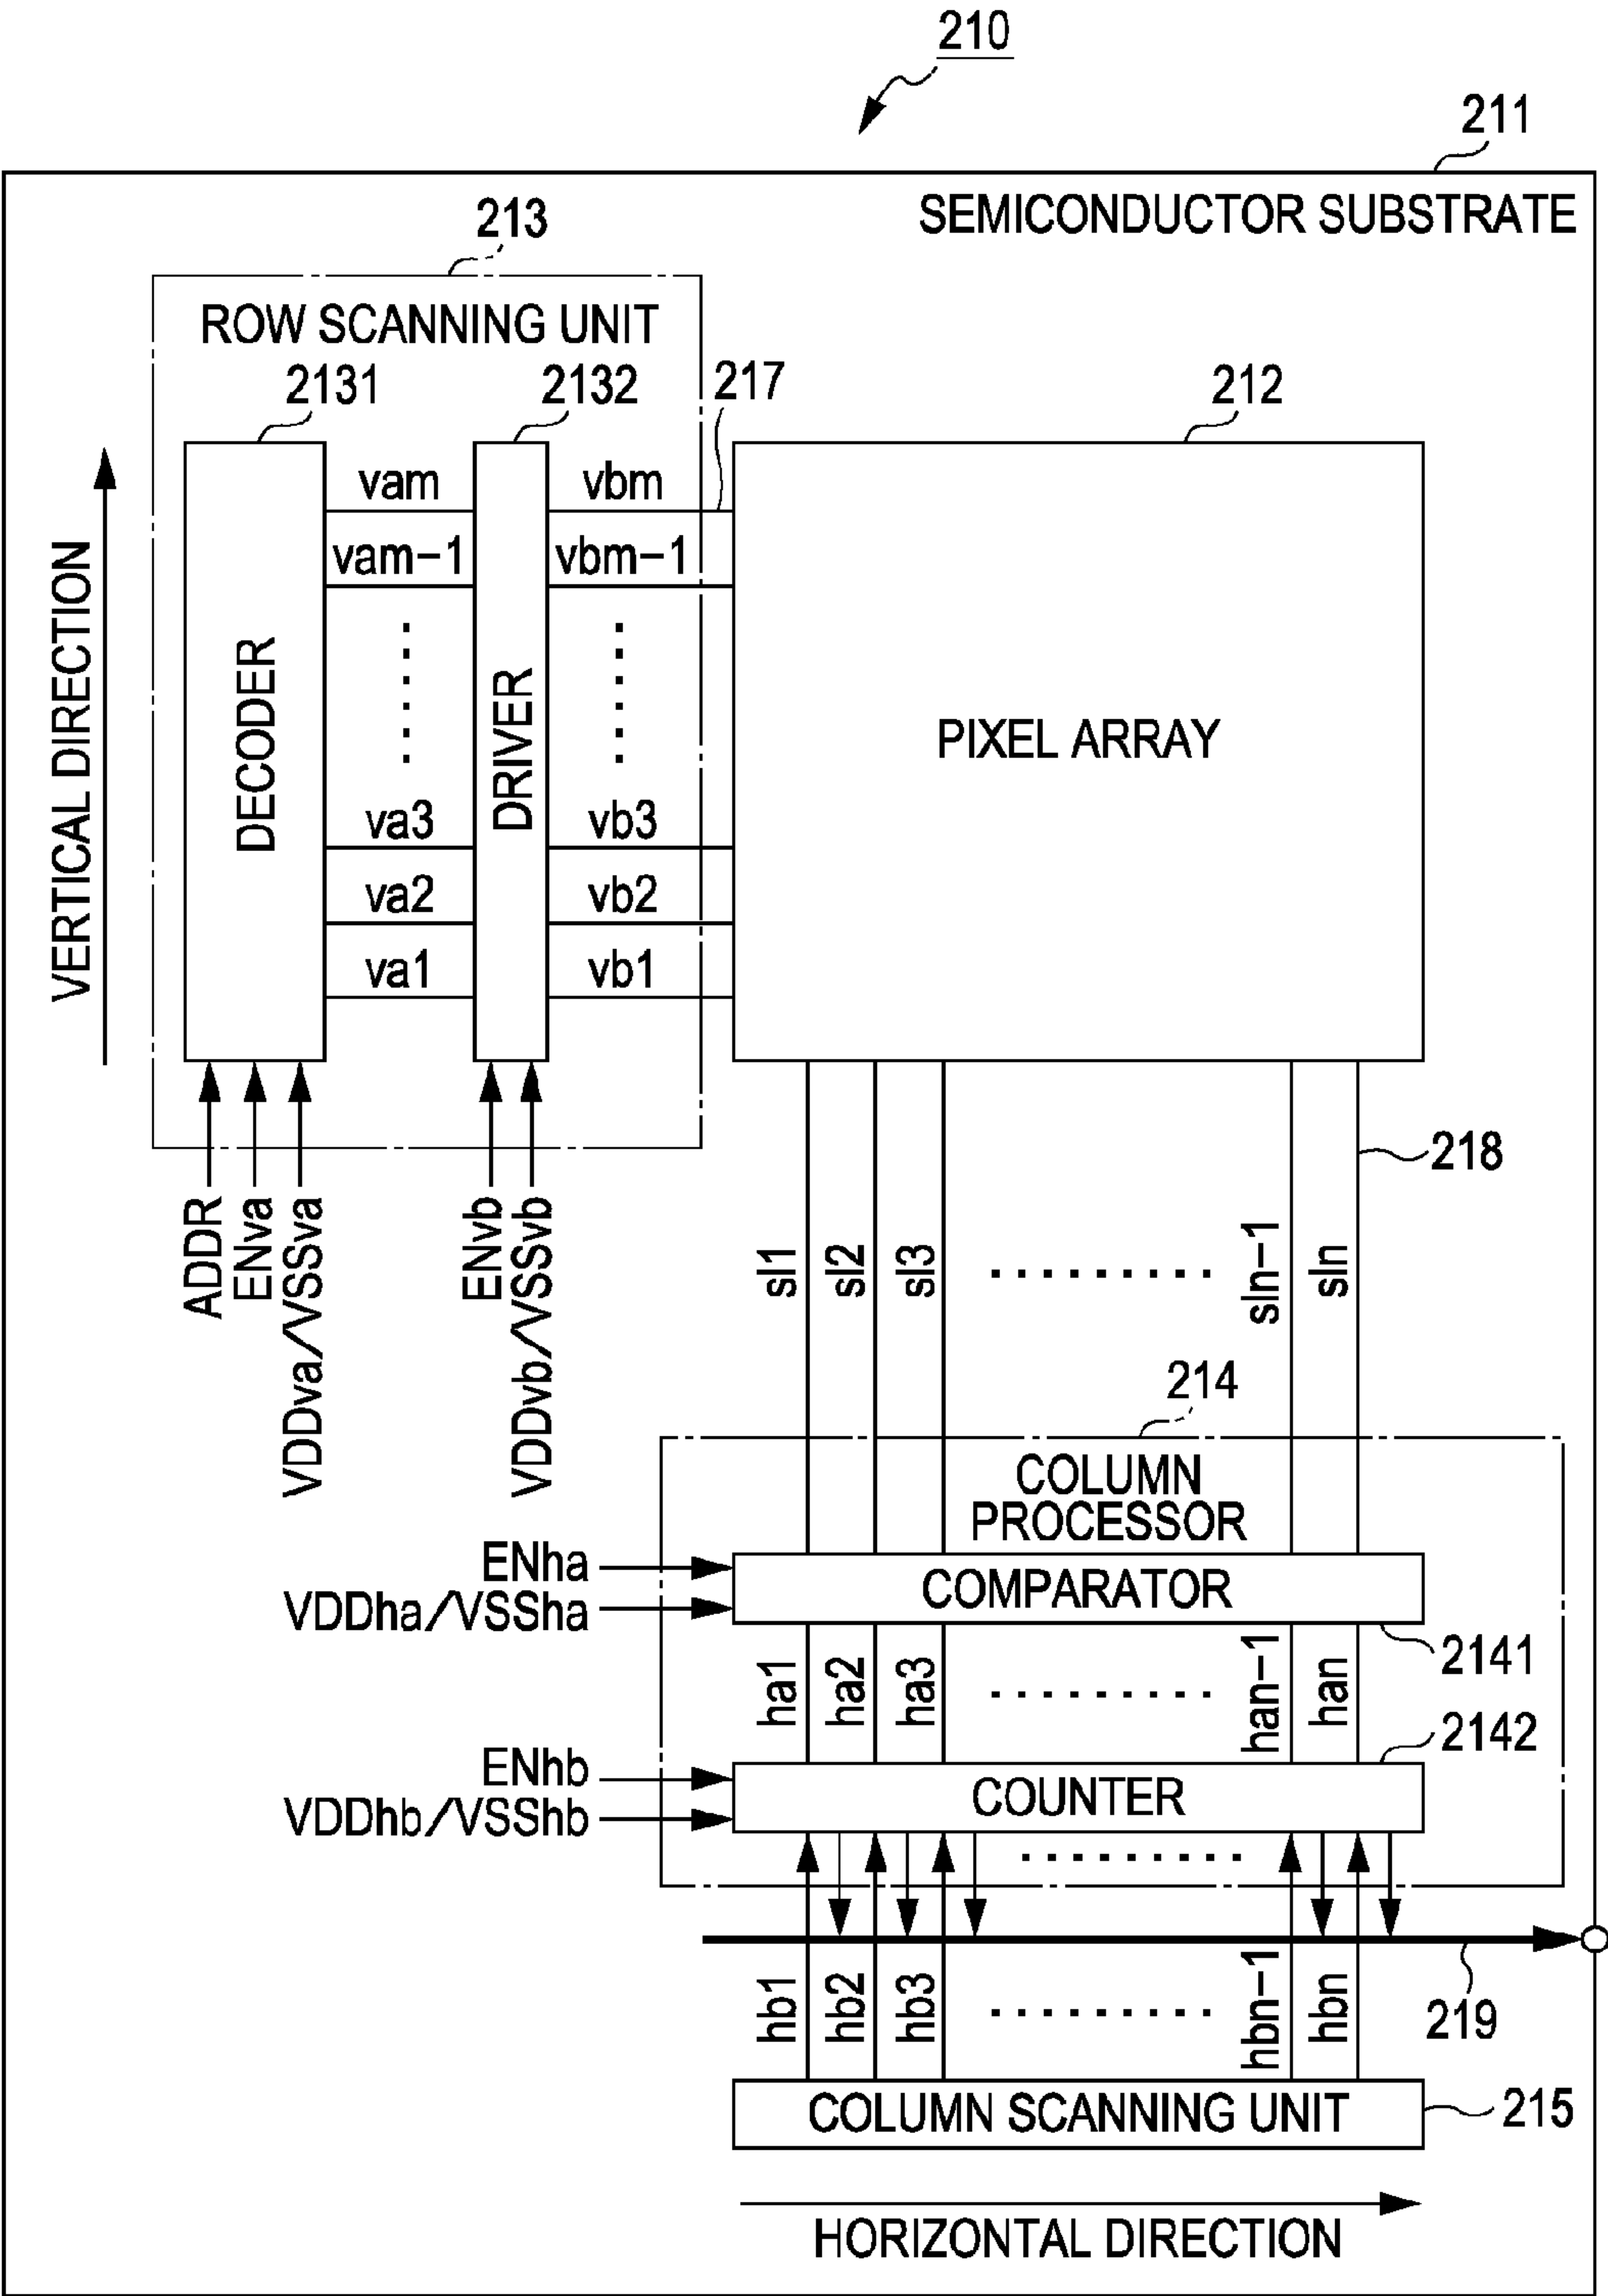 210
211
SEMICONDUCTOR SUBSTRATE
213
ROW SCANNING UNIT
2131
2132
217
212
VERTICAL DIRECTION
DECODER
DRIVER
PIXEL ARRAY
vam
vbm
vam-1
vbm-1
va3
vb3
va2
vb2
va1
vb1
218
ADDR
ENva
VDDva/VSSva
ENvb
VDDvb/VSSvb
sl1
sl2
sl3
sln-1
sln
214
COLUMN
PROCESSOR
ENha
VDDha/VSSha
COMPARATOR
2141
ha1
ha2
ha3
han-1
han
2142
ENhb
VDDhb/VSShb
COUNTER
hb1
hb2
hb3
hbn-1
hbn
219
COLUMN SCANNING UNIT
215
HORIZONTAL DIRECTION